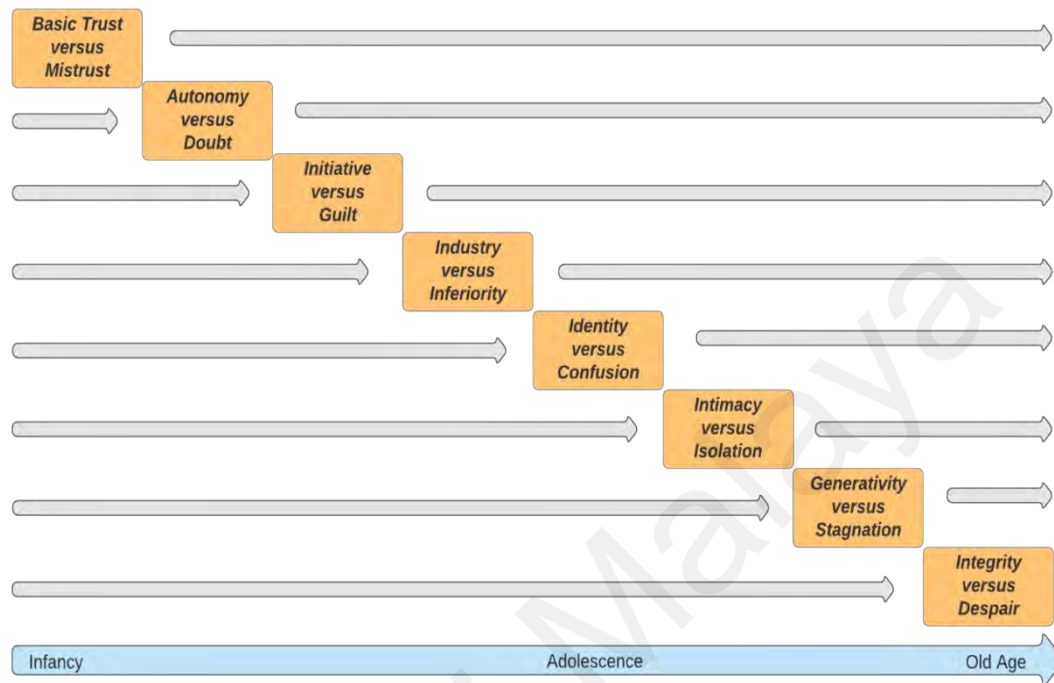 Basic Trust
versus
Mistrust
Autonomy
versus
Doubt
Initiative
versus
Guilt
Industry
versus
Inferiority
Identity
versus
Confusion
Intimacy
versus
Isolation
Generativity
versus
Stagnation
Integrity
versus
Despair
Infancy Adolescence Old Age
Malaya